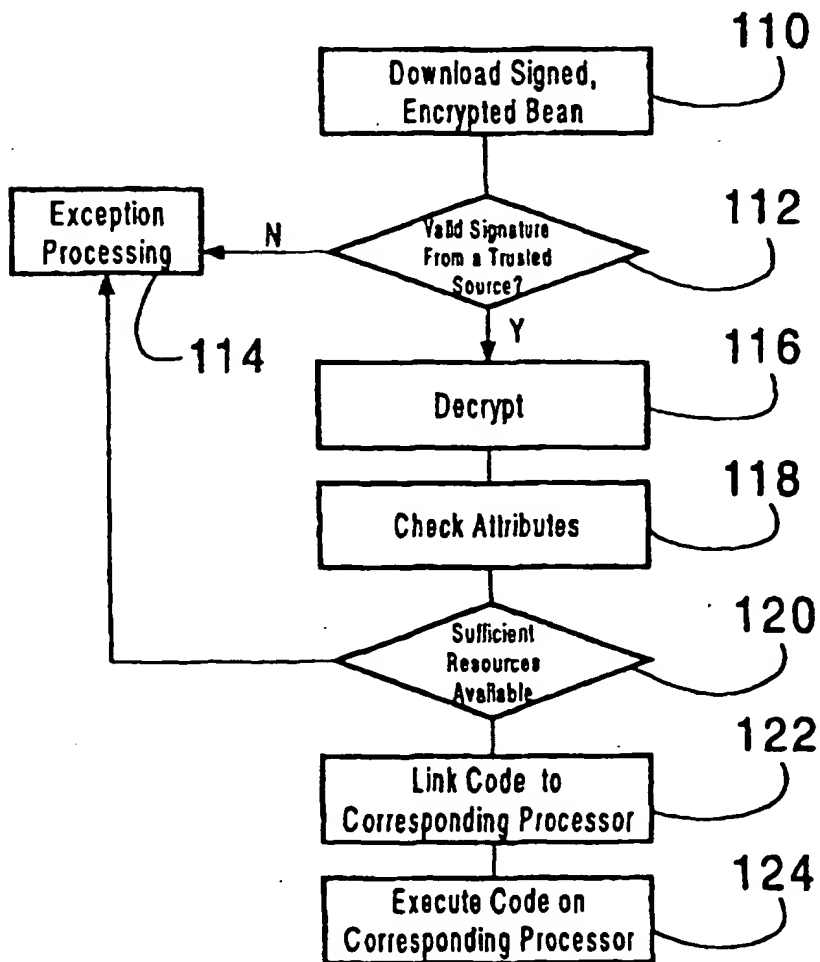 110
Download Signed,
Encrypted Bean
112
Valid Signature
From a Trusted
Source?
N
Exception
Processing
114
Y
116
Decrypt
118
Check Attributes
120
Sufficient
Resources
Available
122
Link Code to
Corresponding Processor
124
Execute Code on
Corresponding Processor